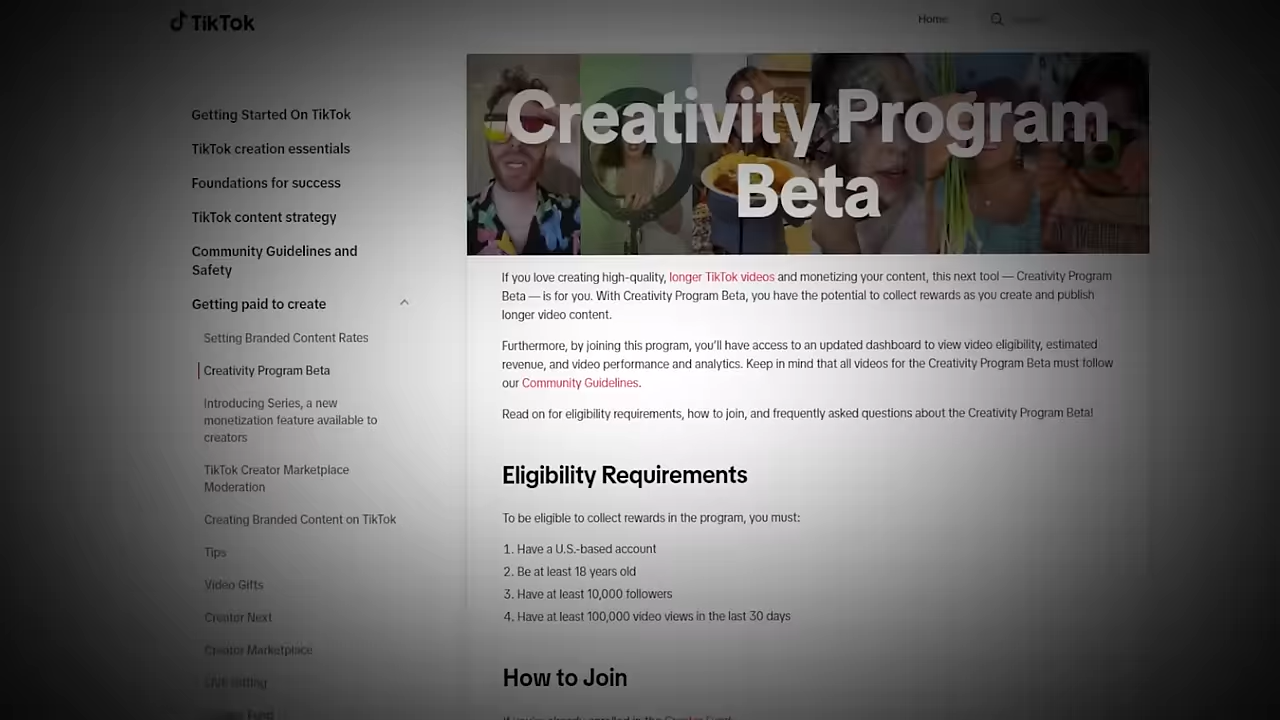 TikTok
Home
Getting Started On TikTok
TikTok creation essentials
Foundations for success
TikTok content strategy
Community Guidelines and
Safety
Getting paid to create
Setting Branded Content Rates
Creativity Program Beta
Introducing Series, a new
monetization feature available to
creators
TikTok Creator Marketplace
Moderation
Creating Branded Content on TikTok
Tips
Video Gifts
Creator Next
Creator Marketplace
LIVE Gifting
Creativity Program
Beta
If you love creating high-quality, longer TikTok videos and monetizing your content, this next tool — Creativity Program
Beta — is for you. With Creativity Program Beta, you have the potential to collect rewards as you create and publish
longer video content.
Furthermore, by joining this program, you'll have access to an updated dashboard to view video eligibility, estimated
revenue, and video performance and analytics. Keep in mind that all videos for the Creativity Program Beta must follow
our Community Guidelines.
Read on for eligibility requirements, how to join, and frequently asked questions about the Creativity Program Beta!
Eligibility Requirements
To be eligible to collect rewards in the program, you must:
1. Have a U.S.-based account
2. Be at least 18 years old
3. Have at least 10,000 followers
4. Have at least 100,000 video views in the last 30 days
How to Join